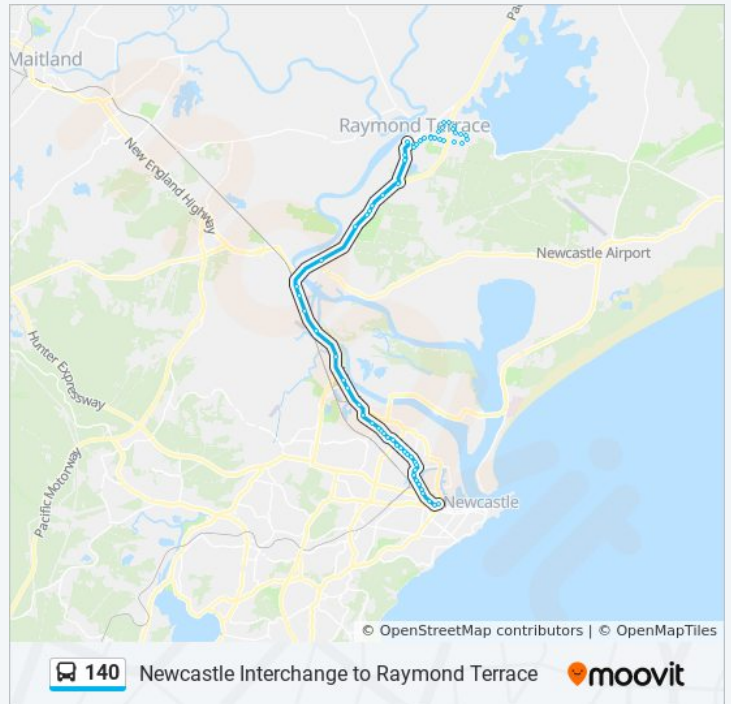 Pa
Maitland
Raymond Terrace
New England Highway
Newcastle Airport
Hunter Expressway
Pacific Motorway
Newcastle
© OpenStreetMap contributors | © OpenMapTiles
140 Newcastle Interchange to Raymond Terrace moovit